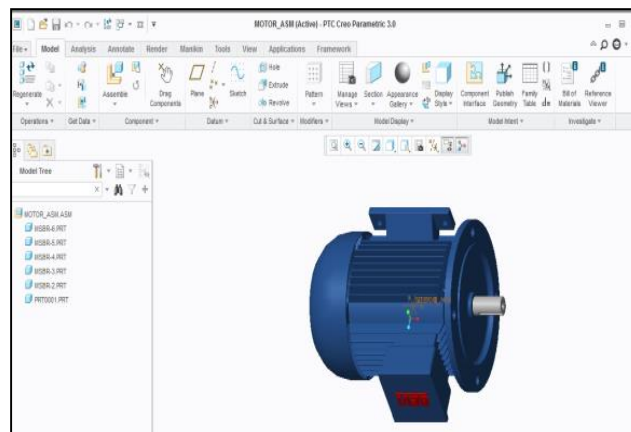 MOTOR_ASM (Active) - PTC Creo Parametric 3.0
File Model Analysis Annotate Render Manikin Tools View Applications Framework
Regenerate Assemble Drag Components Plane Sketch Hole Extrude Revolve Pattern Manage Views Section Appearance Gallery Display Style Component Interface Publish Geometry Family Table Bill of Materials Reference Viewer
Operations Get Data Component Datum Cut & Surface Modifiers Model Display Model Intent Investigate
Model Tree
MOTOR_ASM.ASM
MSBR-6.PRT
MSBR-5.PRT
MSBR-4.PRT
MSBR-3.PRT
MSBR-2.PRT
PRT0001.PRT